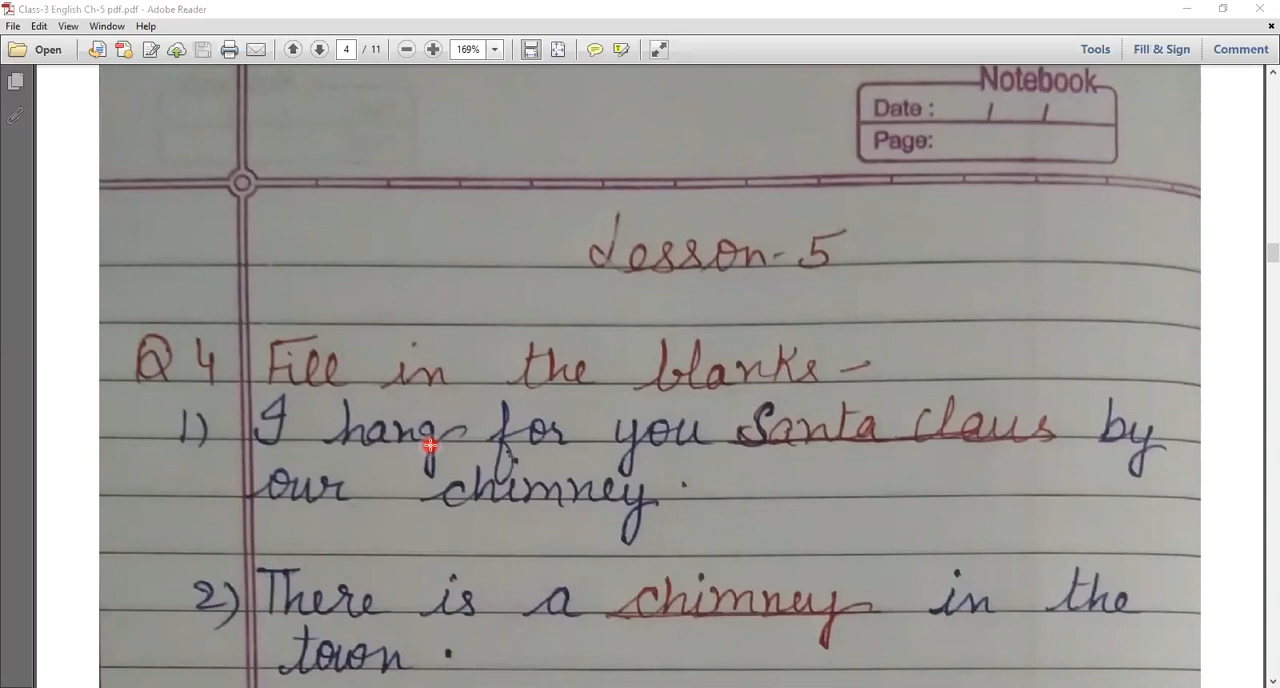 Class-3 English Ch-5 pdf.pdf - Adobe Reader
File Edit View Window Help
Open 4 / 11 169% Tools Fill & Sign Comment
Notebook
Date : / /
Page:
Lesson-5
Q 4 Fill in the blanks -
1) I hang for you Santa claus by
our chimney.
2) There is a chimney in the
town .